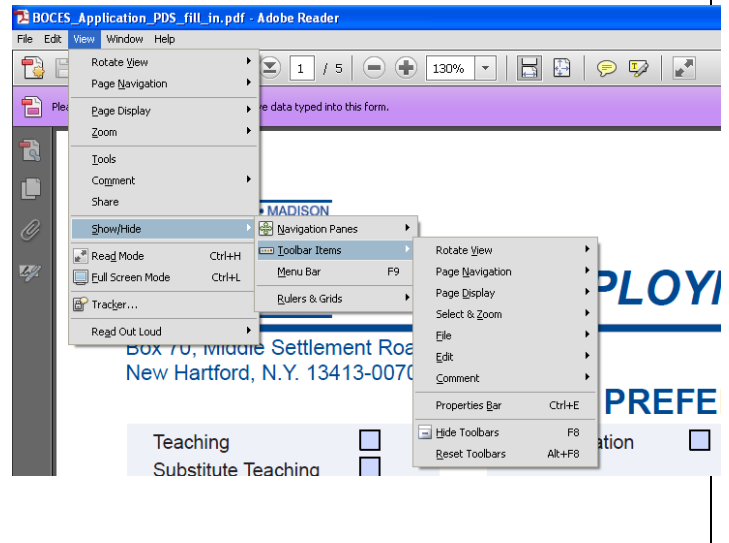 BOCES_Application_PDS_fill_in.pdf - Adobe Reader
File Edit View Window Help
1 / 5 130%
Plea
e data typed into this form.
Rotate View
Page Navigation
Page Display
Zoom
Tools
Comment
Share
Show/Hide
Read Mode Ctrl+H
Full Screen Mode Ctrl+L
Tracker...
Read Out Loud
• MADISON
Navigation Panes
Toolbar Items
Menu Bar F9
Rulers & Grids
Rotate View
Page Navigation
Page Display
Select & Zoom
File
Edit
Comment
Properties Bar Ctrl+E
Hide Toolbars F8
Reset Toolbars Alt+F8
PLOY
Box 70, Middle Settlement Roa
New Hartford, N.Y. 13413-0070
PREFE
Teaching
ation
Substitute Teaching